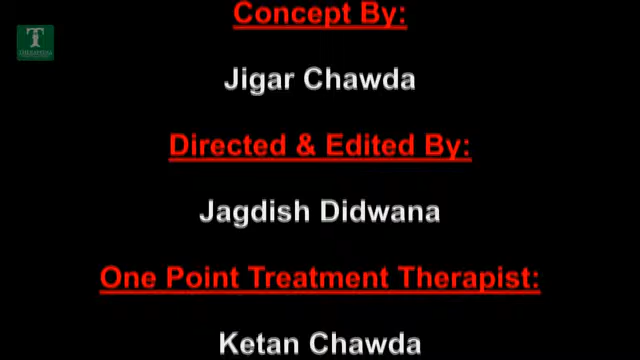 Concept By:
Jigar Chawda
Directed & Edited By:
Jagdish Didwana
One Point Treatment Therapist:
Ketan Chawda